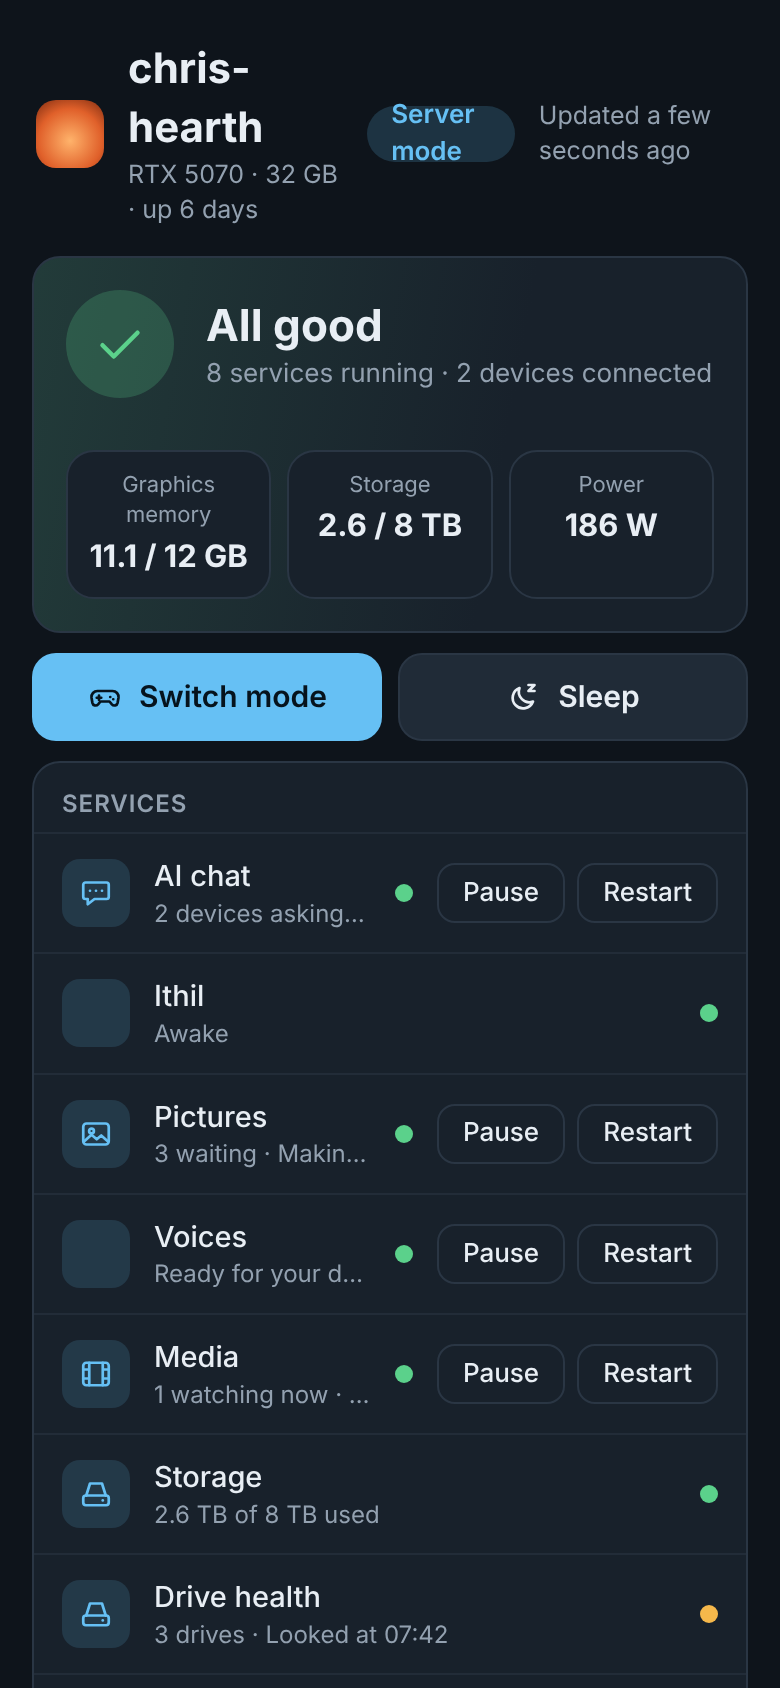 chris-
hearth
RTX 5070 · 32 GB
· up 6 days
Server
mode
Updated a few
seconds ago
All good
8 services running · 2 devices connected
Graphics
memory
11.1 / 12 GB
Storage
2.6 / 8 TB
Power
186 W
Switch mode
Sleep
SERVICES
AI chat
2 devices asking...
Pause
Restart
Ithil
Awake
Pictures
3 waiting · Makin...
Pause
Restart
Voices
Ready for your d...
Pause
Restart
Media
1 watching now · ...
Pause
Restart
Storage
2.6 TB of 8 TB used
Drive health
3 drives · Looked at 07:42